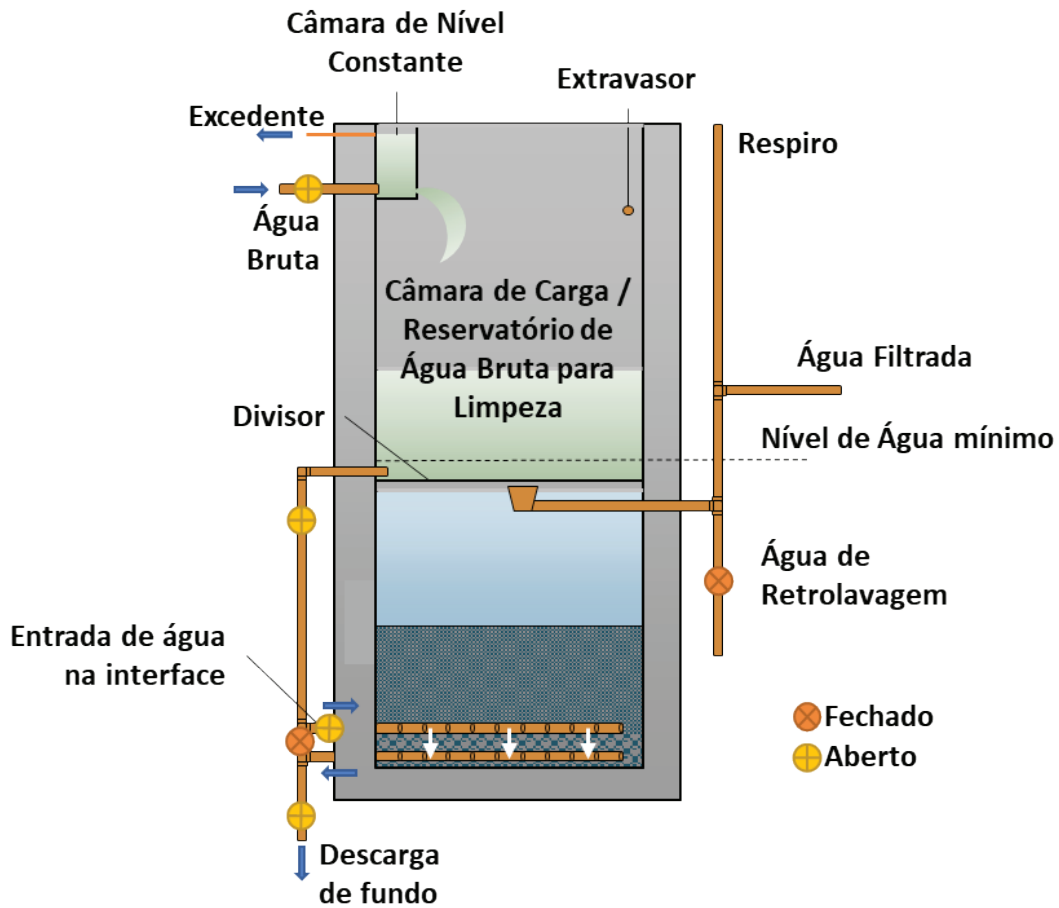 Câmara de Nível
Constante
Extravasor
Excedente
Respiro
Água
Bruta
Câmara de Carga /
Reservatório de
Água Bruta para
Limpeza
Água Filtrada
Divisor
Nível de Água mínimo
Água de
Retrolavagem
Entrada de água
na interface
Fechado
Aberto
Descarga
de fundo